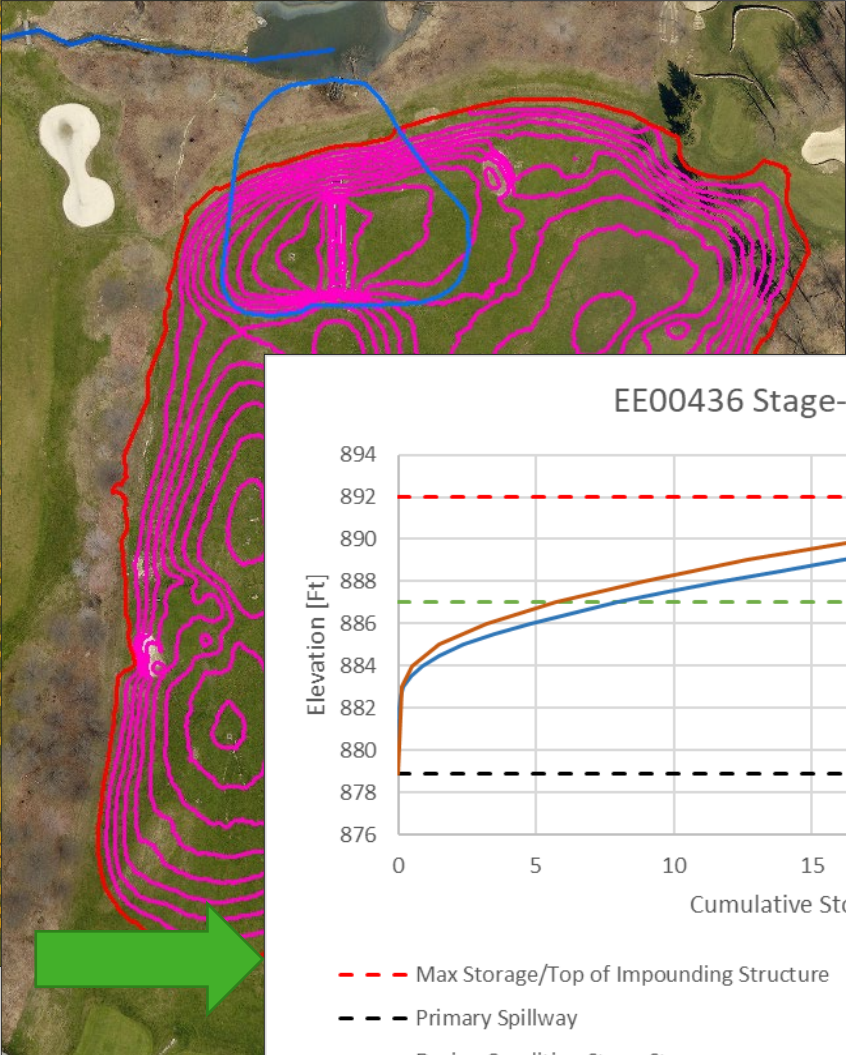 EE00436 Stage-
894
892
890
888
886
884
882
880
878
876
Elevation [Ft]
0 5 10 15
Cumulative Sto
Max Storage/Top of Impounding Structure
Primary Spillway